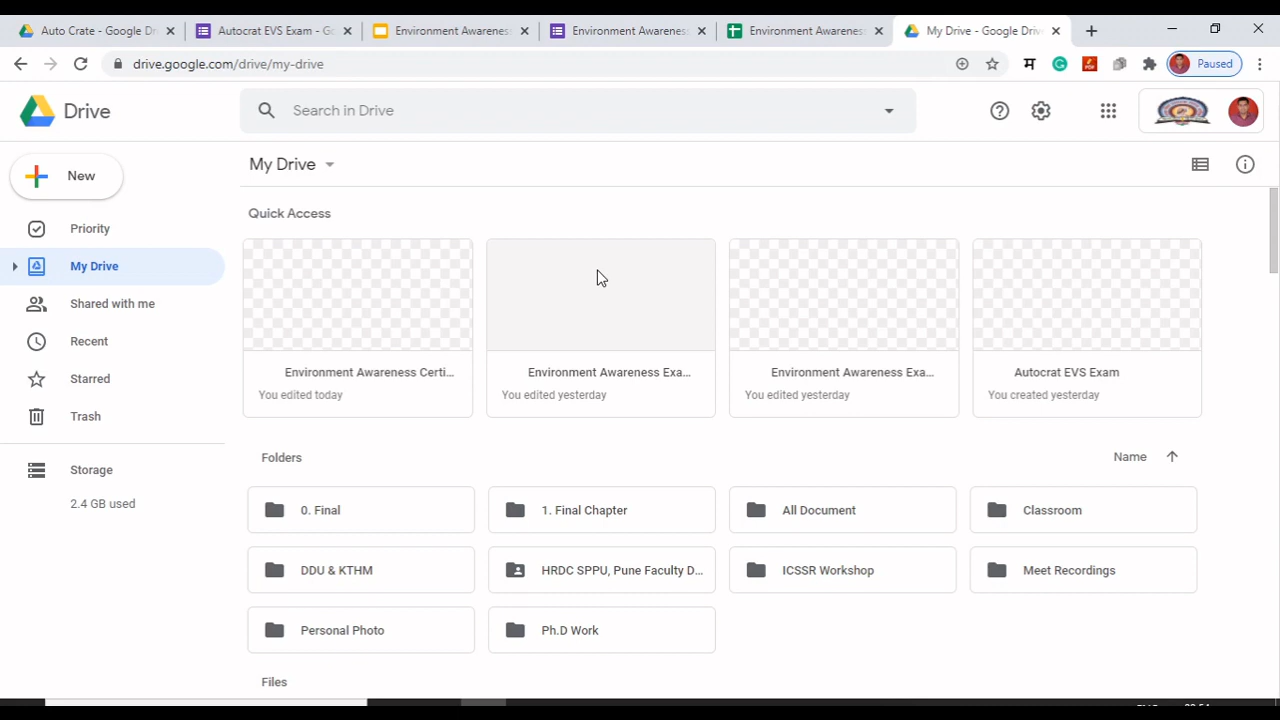 Auto Crate - Google Dri
Autocrat EVS Exam - Go
Environment Awareness
Environment Awareness
Environment Awareness
My Drive - Google Drive
drive.google.com/drive/my-drive
म
Paused
Drive
Search in Drive
My Drive
New
Quick Access
Priority
My Drive
Shared with me
Recent
Starred
Trash
Storage
2.4 GB used
Environment Awareness Certi...
You edited today
Environment Awareness Exa...
You edited yesterday
Environment Awareness Exa...
You edited yesterday
Autocrat EVS Exam
You created yesterday
Folders
Name
0. Final
1. Final Chapter
All Document
Classroom
DDU & KTHM
HRDC SPPU, Pune Faculty D...
ICSSR Workshop
Meet Recordings
Personal Photo
Ph.D Work
Files